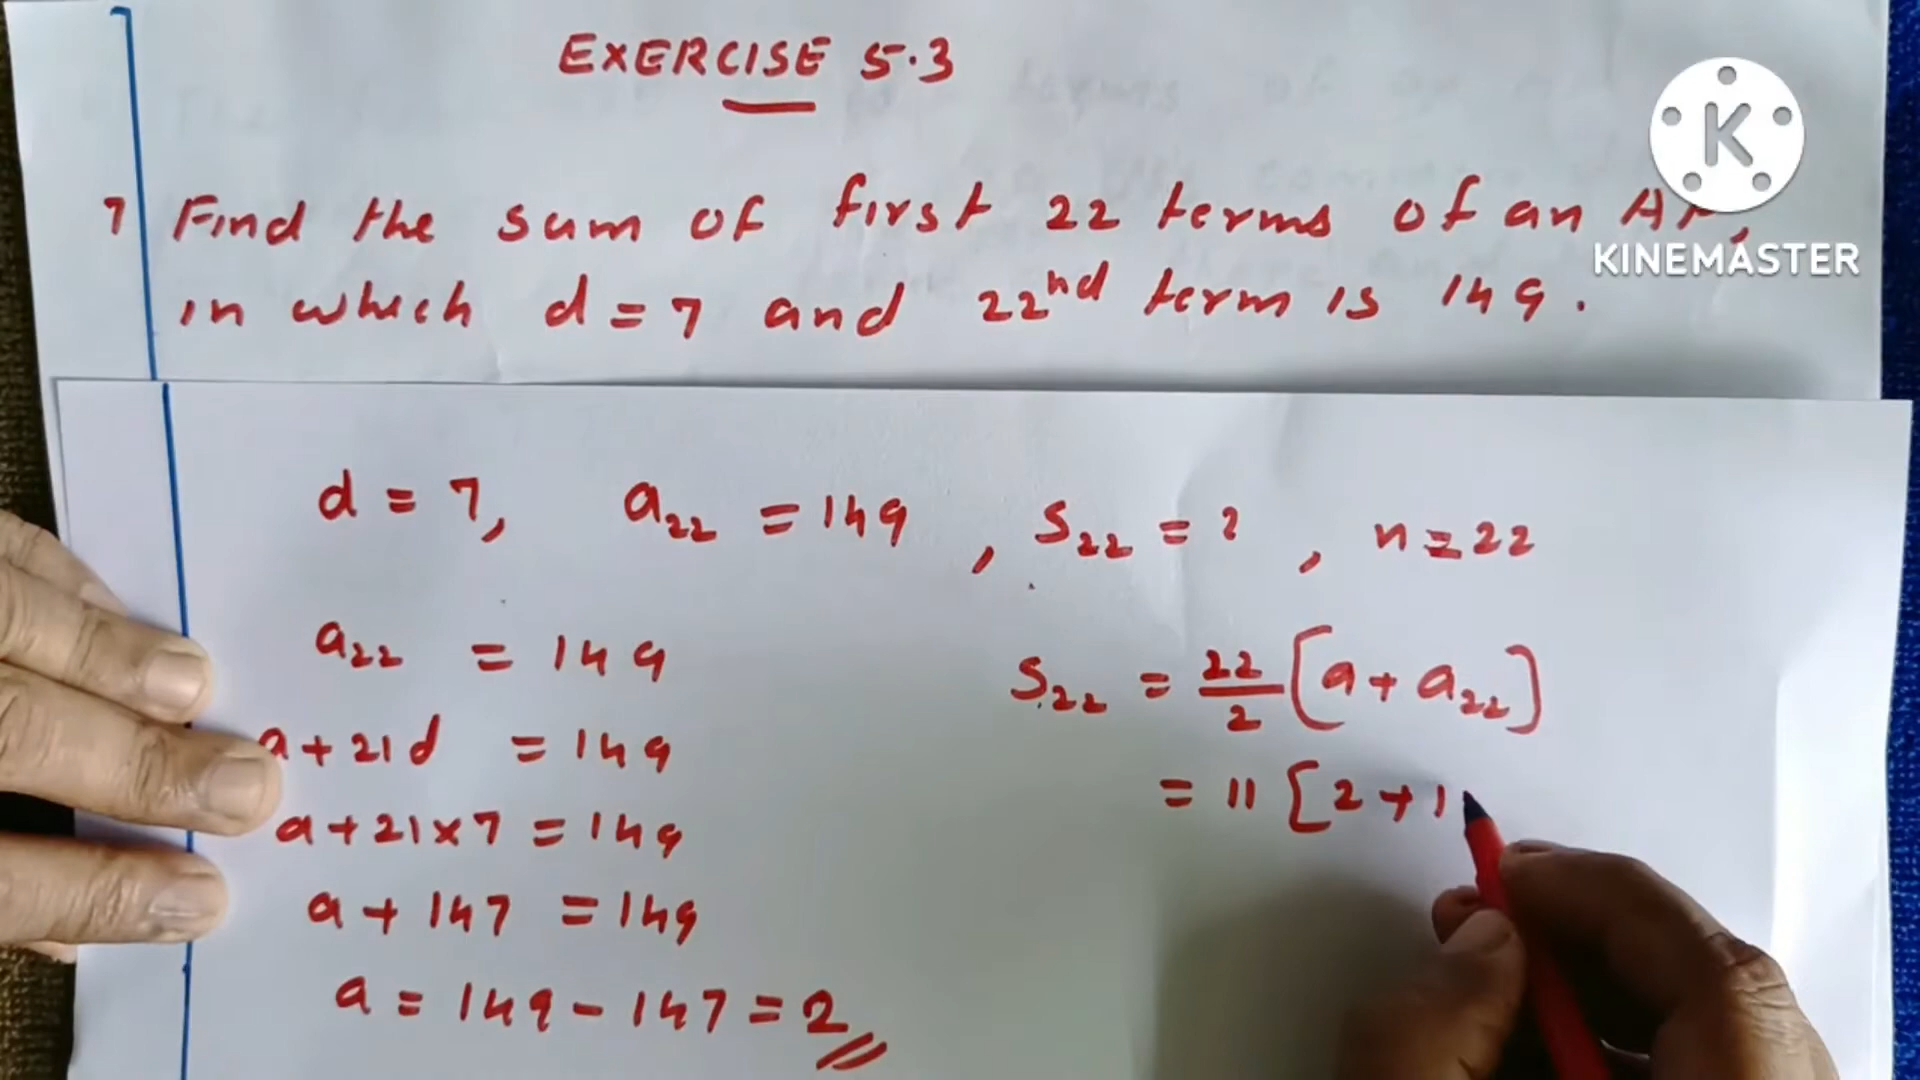 EXERCISE 5.3
K
KINEMASTER
7 Find the sum of first 22 terms of an AP,
in which d = 7 and 22nd term is 149.
d = 7, a22 = 149, S22 = ?, n = 22
a22 = 149
a + 21d = 149
a + 21 x 7 = 149
a + 147 = 149
a = 149 - 147 = 2
S22 = 22/2 [a + a22]
= 11 [2 + 1